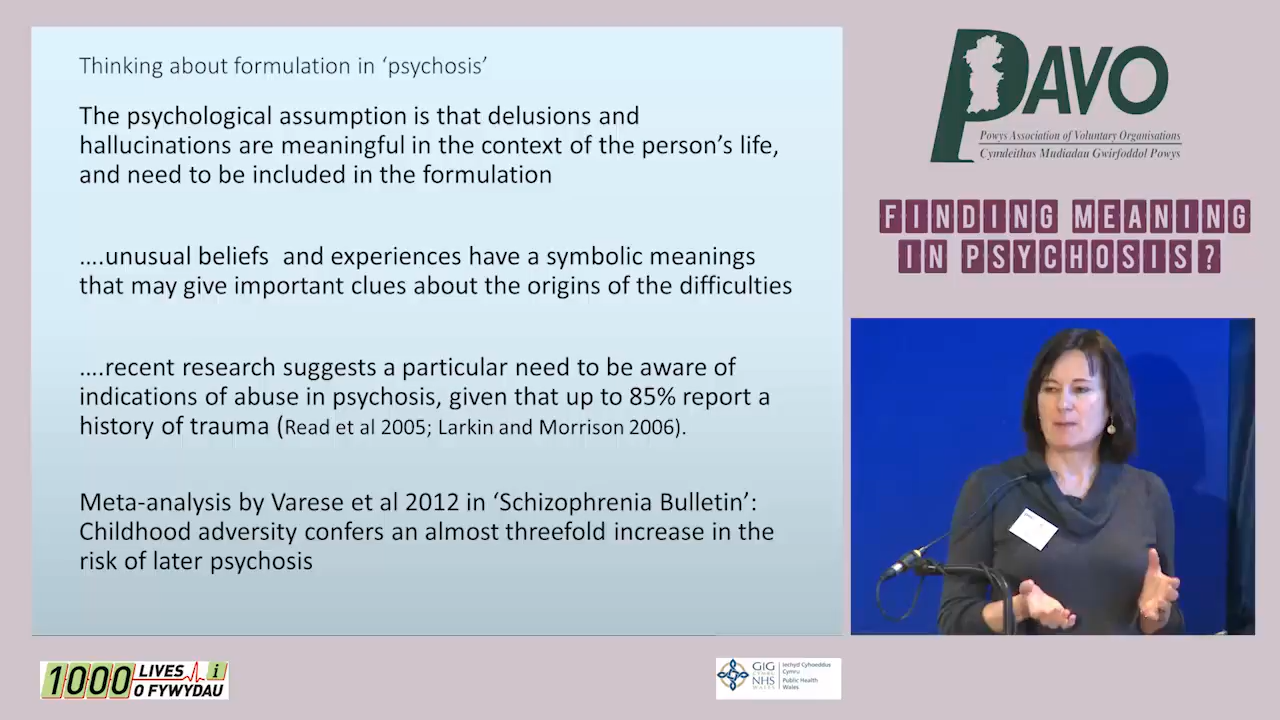 Thinking about formulation in ‘psychosis’
The psychological assumption is that delusions and
hallucinations are meaningful in the context of the person’s life,
and need to be included in the formulation
....unusual beliefs  and experiences have a symbolic meanings
that may give important clues about the origins of the difficulties
....recent research suggests a particular need to be aware of
indications of abuse in psychosis, given that up to 85% report a
history of trauma (Read et al 2005; Larkin and Morrison 2006).
Meta-analysis by Varese et al 2012 in ‘Schizophrenia Bulletin’:
Childhood adversity confers an almost threefold increase in the
risk of later psychosis
PAVO
Powys Association of Voluntary Organisations
Cymdeithas Mudiadau Gwirfoddol Powys
FINDING MEANING
IN PSYCHOSIS?
1000 LIVES i
O FYWYDAU
GIG
CYMRU
NHS
WALES
Iechyd Cyhoeddus
Cymru
Public Health
Wales